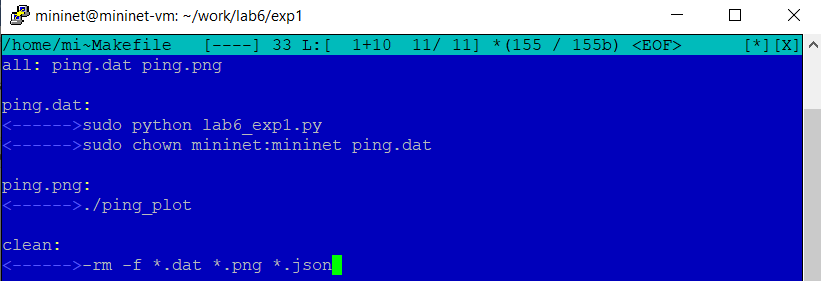 mininet@mininet-vm: ~/work/lab6/exp1
/home/mi~Makefile   [----] 33 L:[  1+10  11/ 11] *(155 / 155b) <EOF>      [*][X]
all: ping.dat ping.png
ping.dat:
<------>sudo python lab6_exp1.py
<------>sudo chown mininet:mininet ping.dat
ping.png:
<------>./ping_plot
clean:
<------>-rm -f *.dat *.png *.json